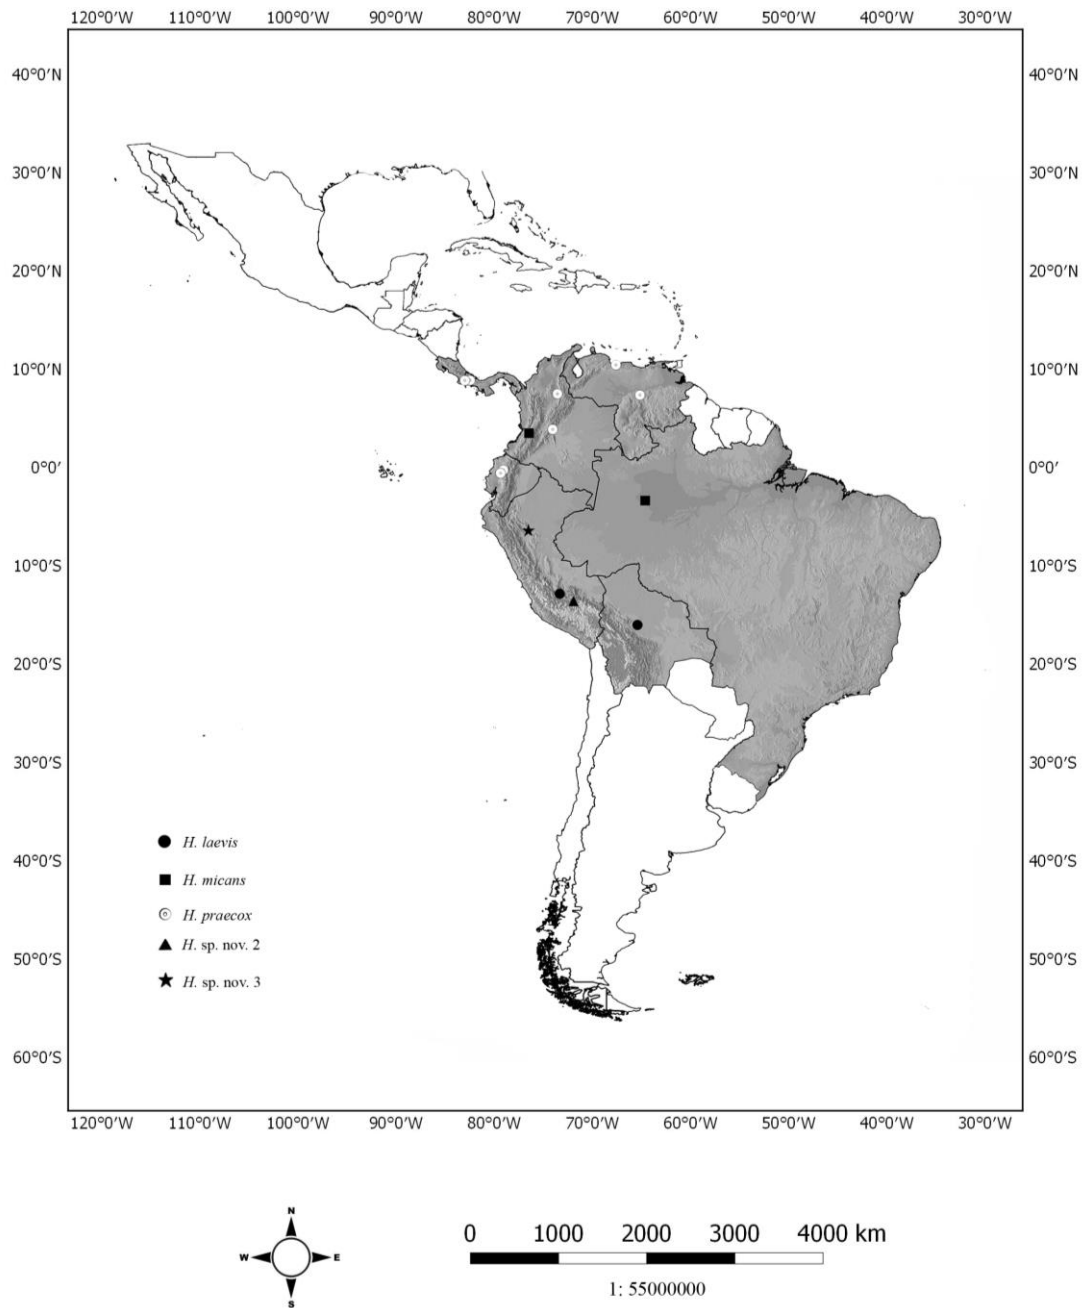 120°0'W 110°0'W 100°0'W 90°0'W 80°0'W 70°0'W 60°0'W 50°0'W 40°0'W 30°0'W
40°0'N 40°0'N
30°0'N 30°0'N
20°0'N 20°0'N
10°0'N 10°0'N
0°0' 0°0'
10°0'S 10°0'S
20°0'S 20°0'S
30°0'S 30°0'S
H. laevis
40°0'S 40°0'S
H. micans
H. praecox
H. sp. nov. 2
50°0'S 50°0'S
H. sp. nov. 3
60°0'S 60°0'S
120°0'W 110°0'W 100°0'W 90°0'W 80°0'W 70°0'W 60°0'W 50°0'W 40°0'W 30°0'W
N
W E
S
0 1000 2000 3000 4000 km
1: 55000000